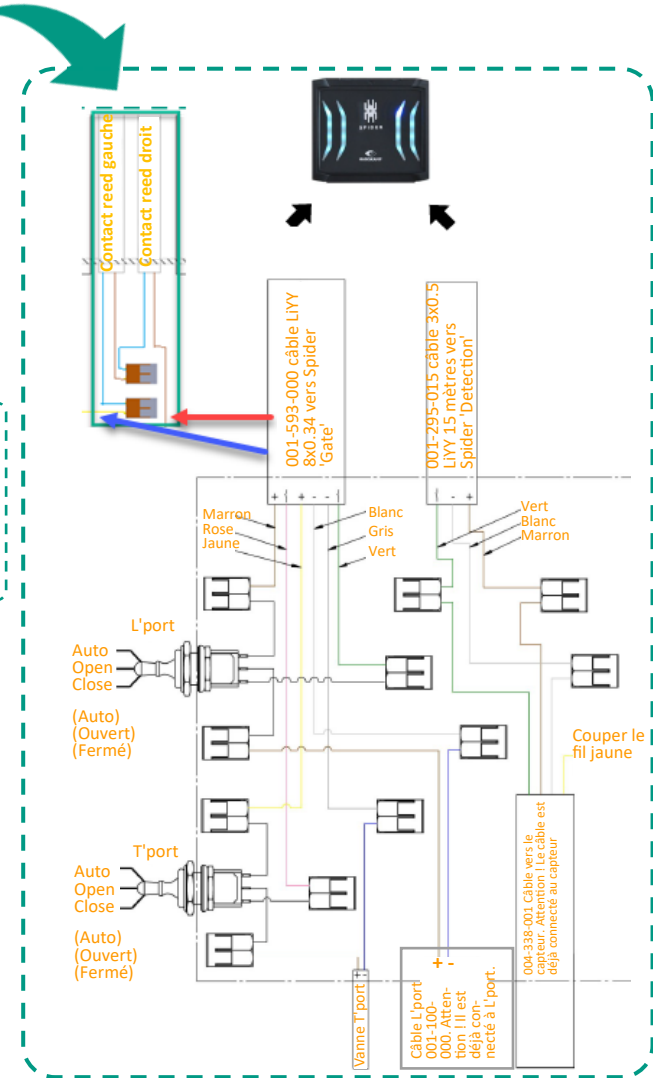 SPIDER
Contact reed gauche
Contact reed droit
001-593-000 câble LiYY
8x0.34 vers Spider
'Gate'
001-295-015 câble 3x0.5
LiYY 15 mètres vers
Spider 'Detection'
+ ⁓ + - - ⁓
⁓ - +
Marron
Rose
Jaune
Blanc
Gris
Vert
Vert
Blanc
Marron
L'port
Auto
Open
Close
(Auto)
(Ouvert)
(Fermé)
Couper le
fil jaune
T'port
Auto
Open
Close
(Auto)
(Ouvert)
(Fermé)
Vanne T'port
+ -
Câble L'port
001-100-
000. Atten-
tion ! Il est
déjà con-
necté à L'port.
004-338-001 Câble vers le
capteur. Attention ! Le câble est
déjà connecté au capteur